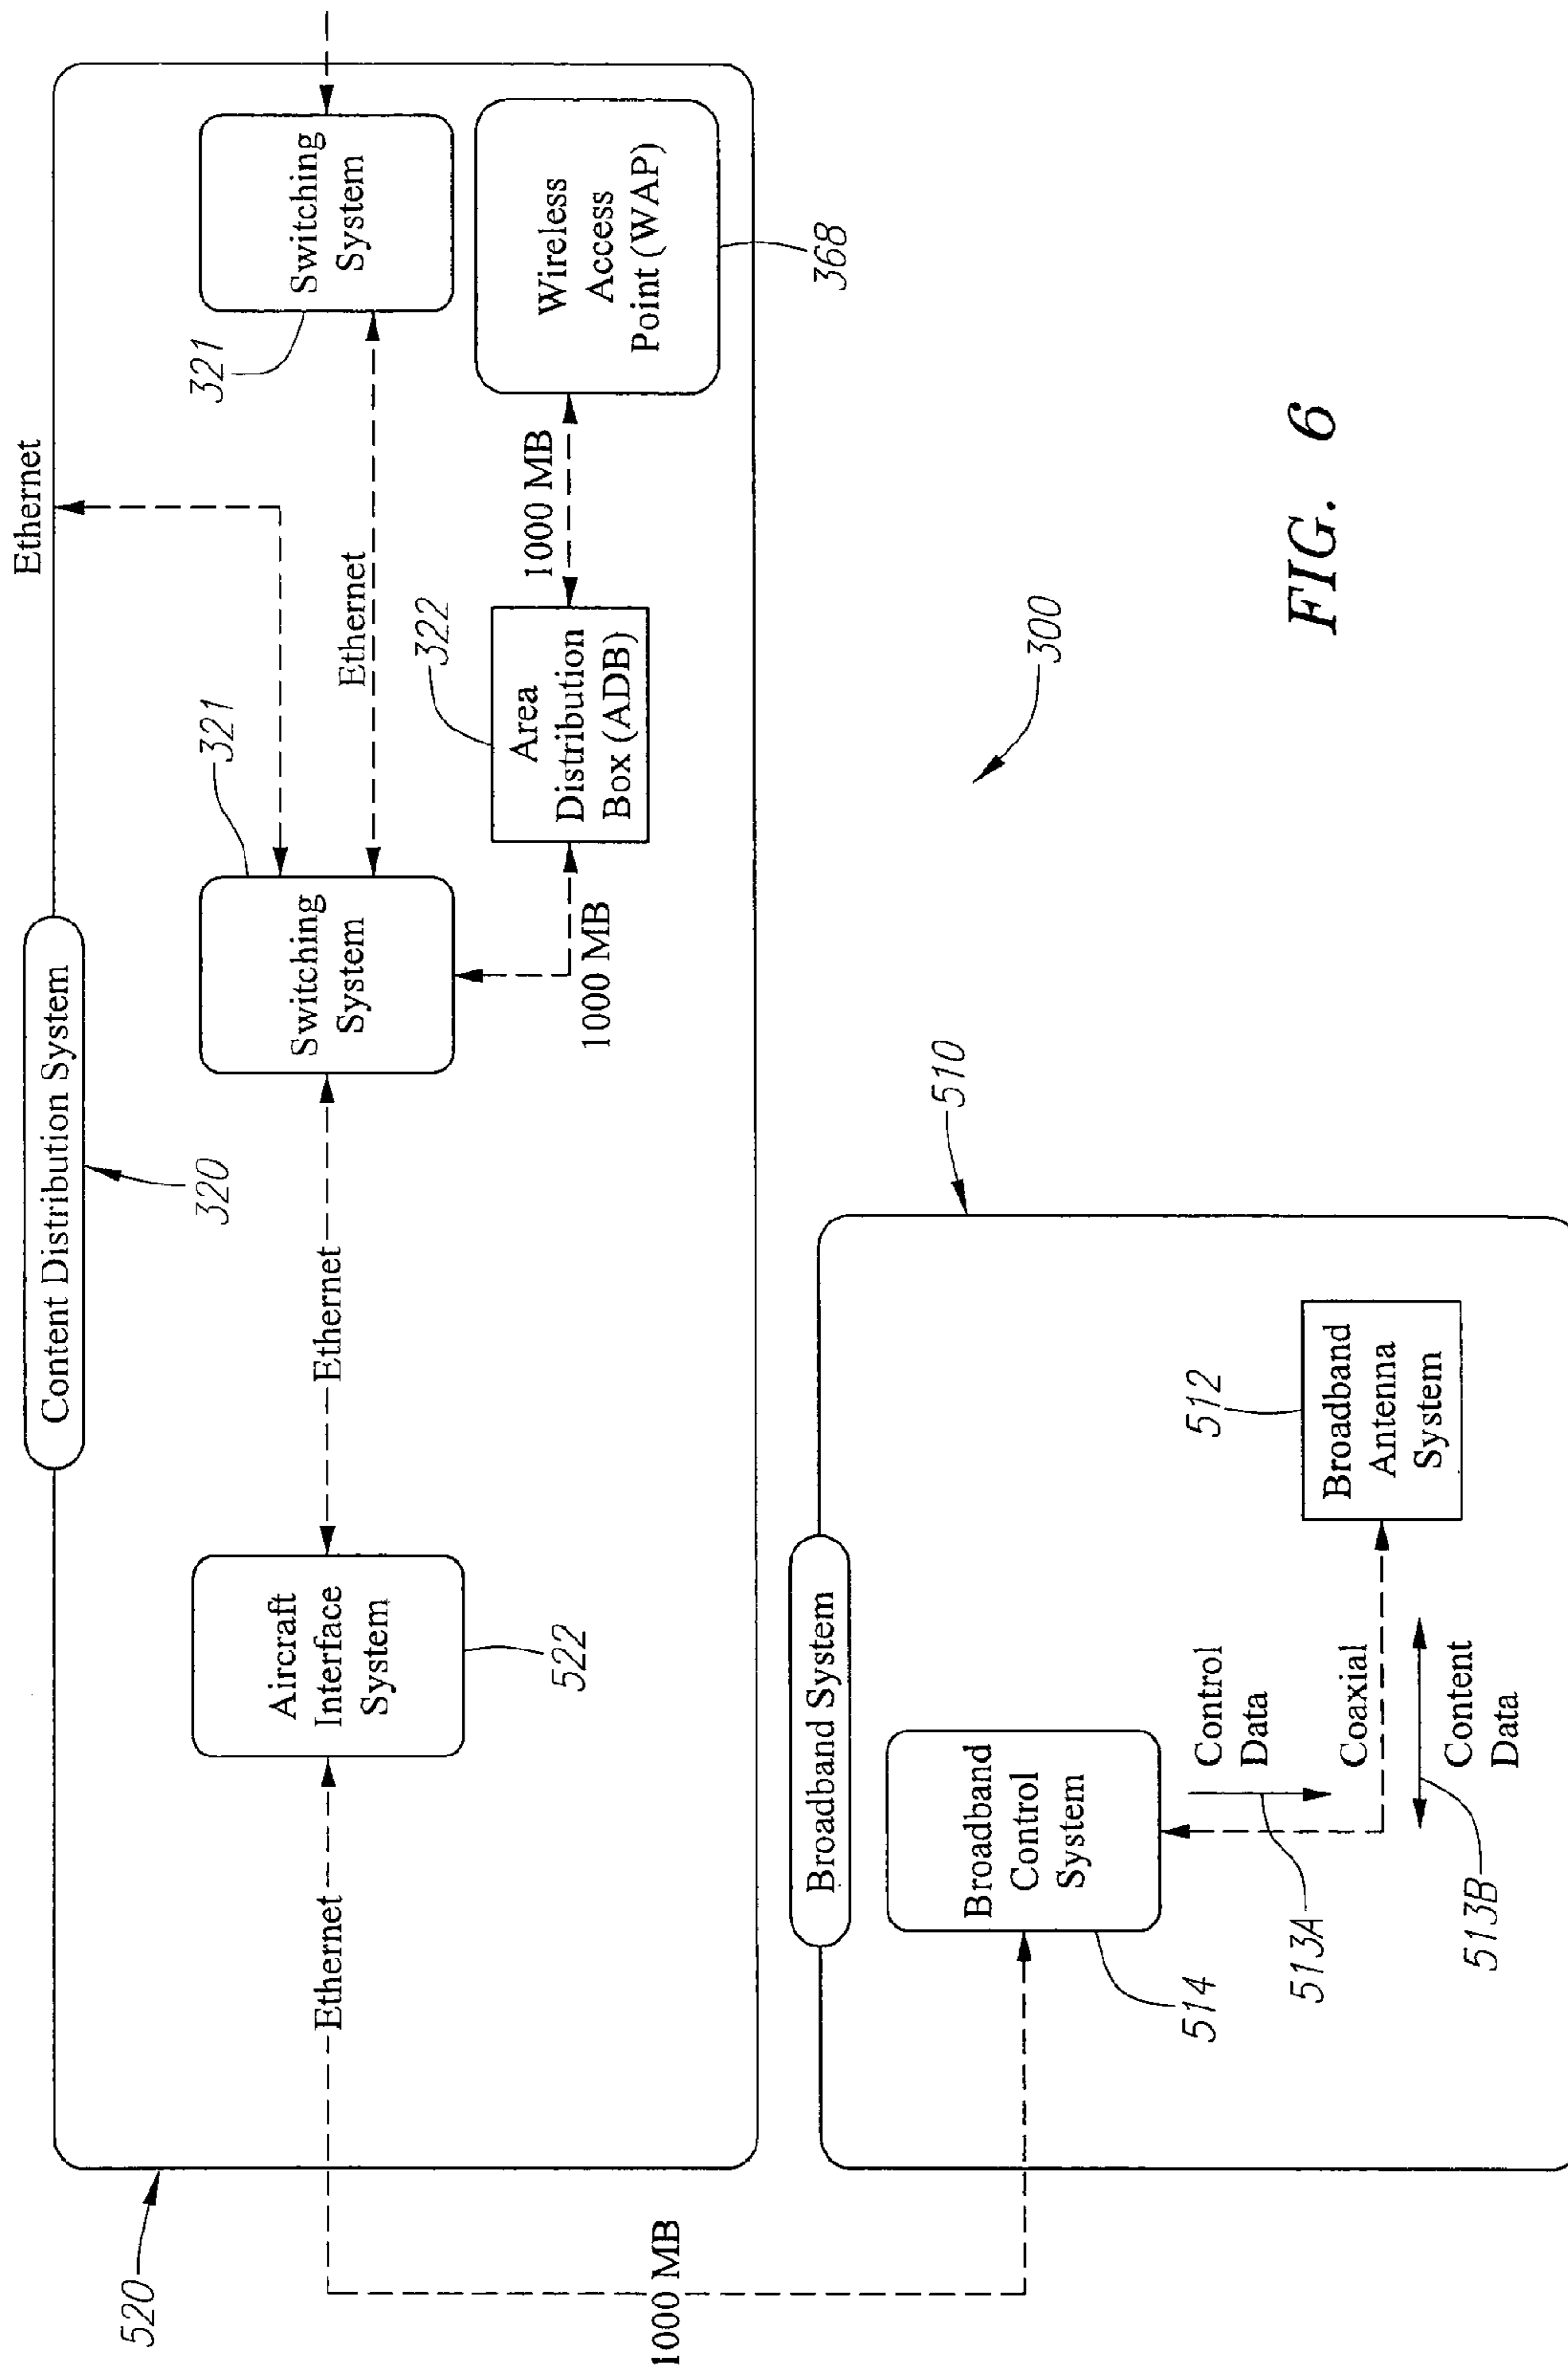 Content Distribution System
320
520
Ethernet
Aircraft
Interface
System
522
Ethernet
Ethernet
Switching
System
321
Ethernet
Switching
System
321
1000 MB
Area
Distribution
Box (ADB)
322
1000 MB
Wireless
Access
Point (WAP)
368
1000 MB
Broadband System
510
Broadband
Control
System
514
Control
Data
513A
Coaxial
Content
Data
513B
Broadband
Antenna
System
512
300
FIG. 6